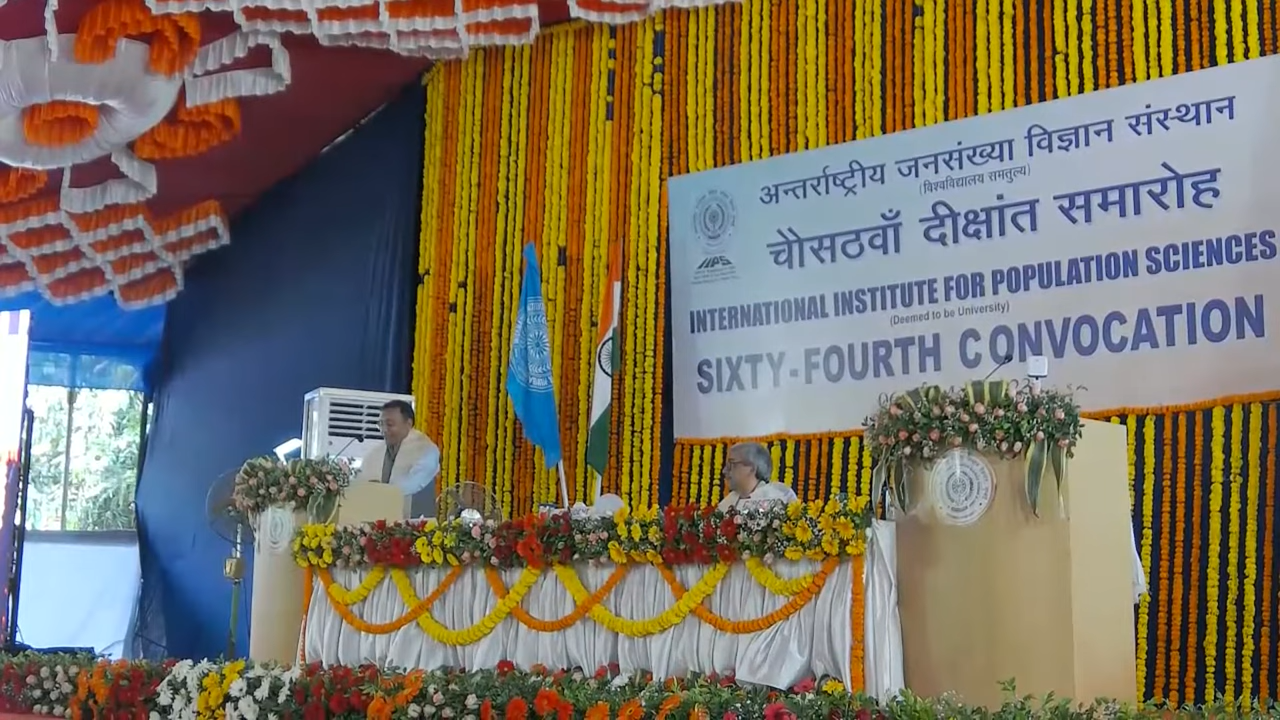 अन्तर्राष्ट्रीय जनसंख्या विज्ञान संस्थान
(विश्वविद्यालय समतुल्य)
चौसठवाँ दीक्षांत समारोह
IIPS
INTERNATIONAL INSTITUTE FOR POPULATION SCIENCES
(Deemed to be University)
SIXTY-FOURTH CONVOCATION